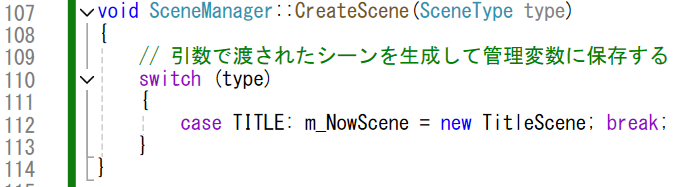 107 void SceneManager::CreateScene(SceneType type)
108 {
109 // 引数で渡されたシーンを生成して管理変数に保存する
110 switch (type)
111 {
112 case TITLE: m_NowScene = new TitleScene; break;
113 }
114 }